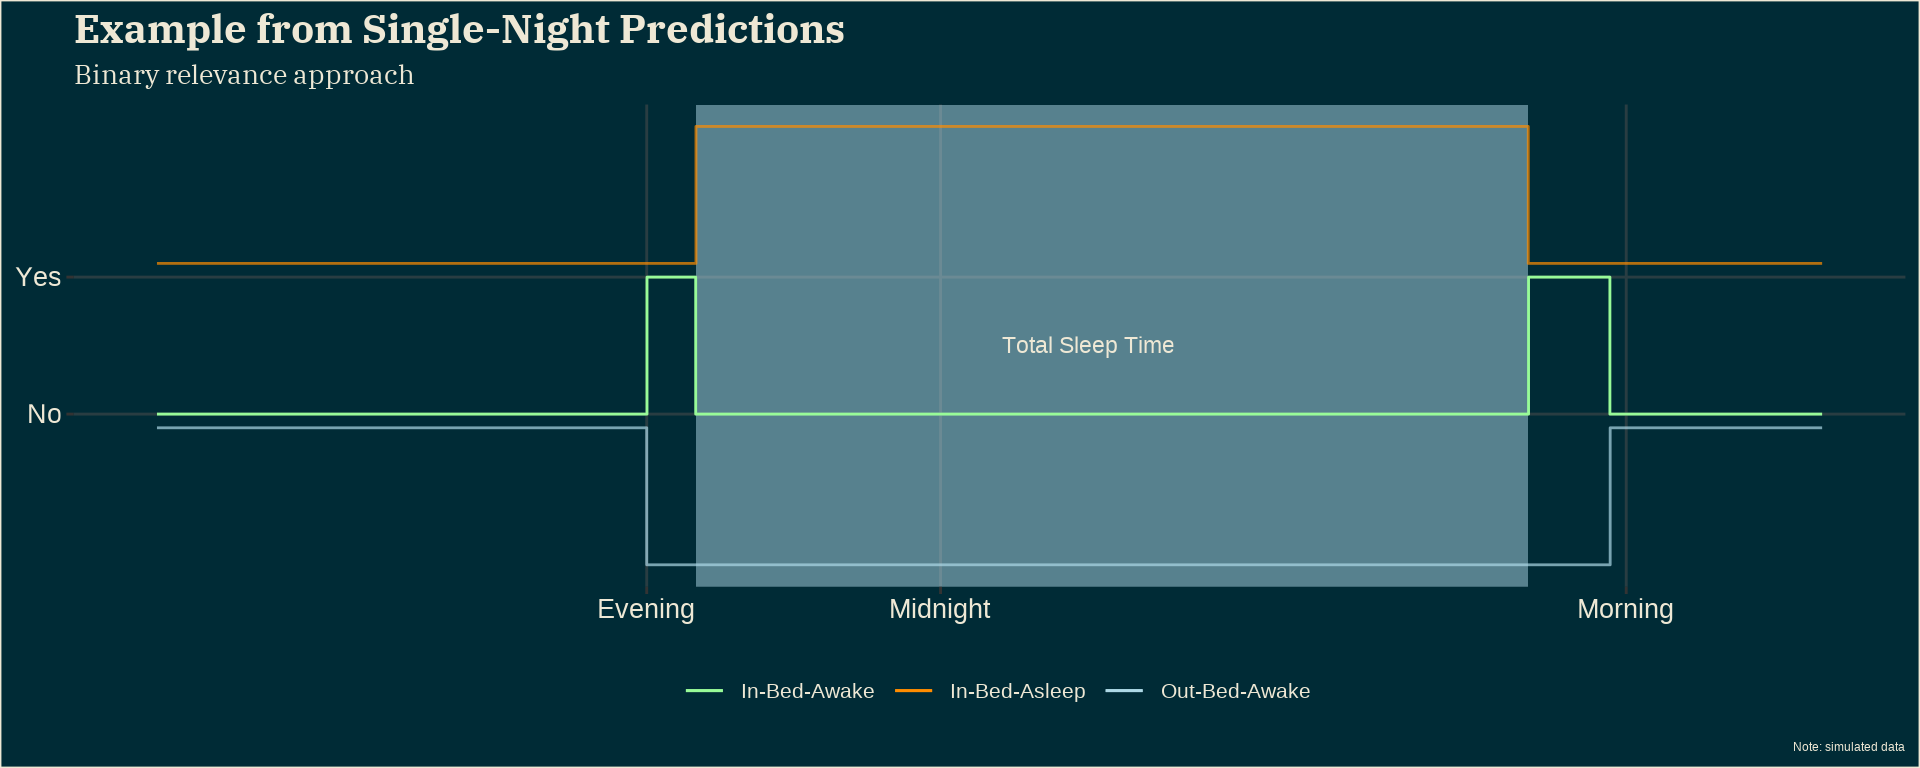 Example from Single-Night Predictions
Binary relevance approach
Yes
Total Sleep Time
No
Evening
Midnight
Morning
In-Bed-Awake
In-Bed-Asleep
Out-Bed-Awake
Note: simulated data